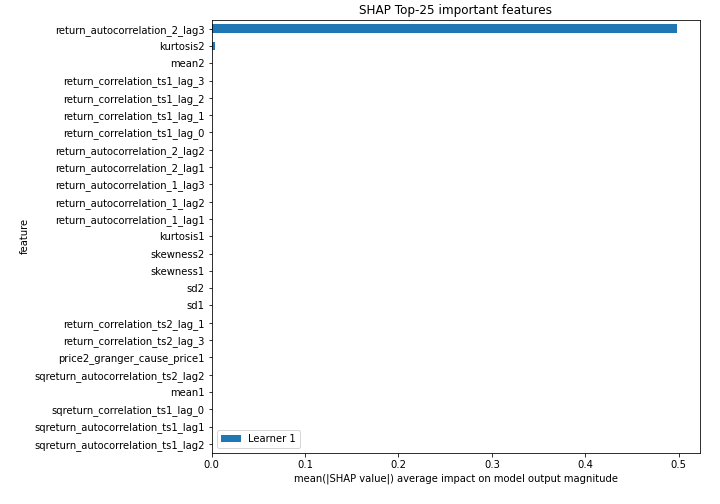 SHAP Top-25 important features
return_autocorrelation_2_lag3
kurtosis2
mean2
return_correlation_ts1_lag_3
return_correlation_ts1_lag_2
return_correlation_ts1_lag_1
return_correlation_ts1_lag_0
return_autocorrelation_2_lag2
return_autocorrelation_2_lag1
return_autocorrelation_1_lag3
return_autocorrelation_1_lag2
return_autocorrelation_1_lag1
kurtosis1
skewness2
skewness1
sd2
sd1
return_correlation_ts2_lag_1
return_correlation_ts2_lag_3
price2_granger_cause_price1
sqreturn_autocorrelation_ts2_lag2
mean1
sqreturn_correlation_ts1_lag_0
sqreturn_autocorrelation_ts1_lag1
sqreturn_autocorrelation_ts1_lag2
feature
Learner 1
0.0 0.1 0.2 0.3 0.4 0.5
mean(|SHAP value|) average impact on model output magnitude